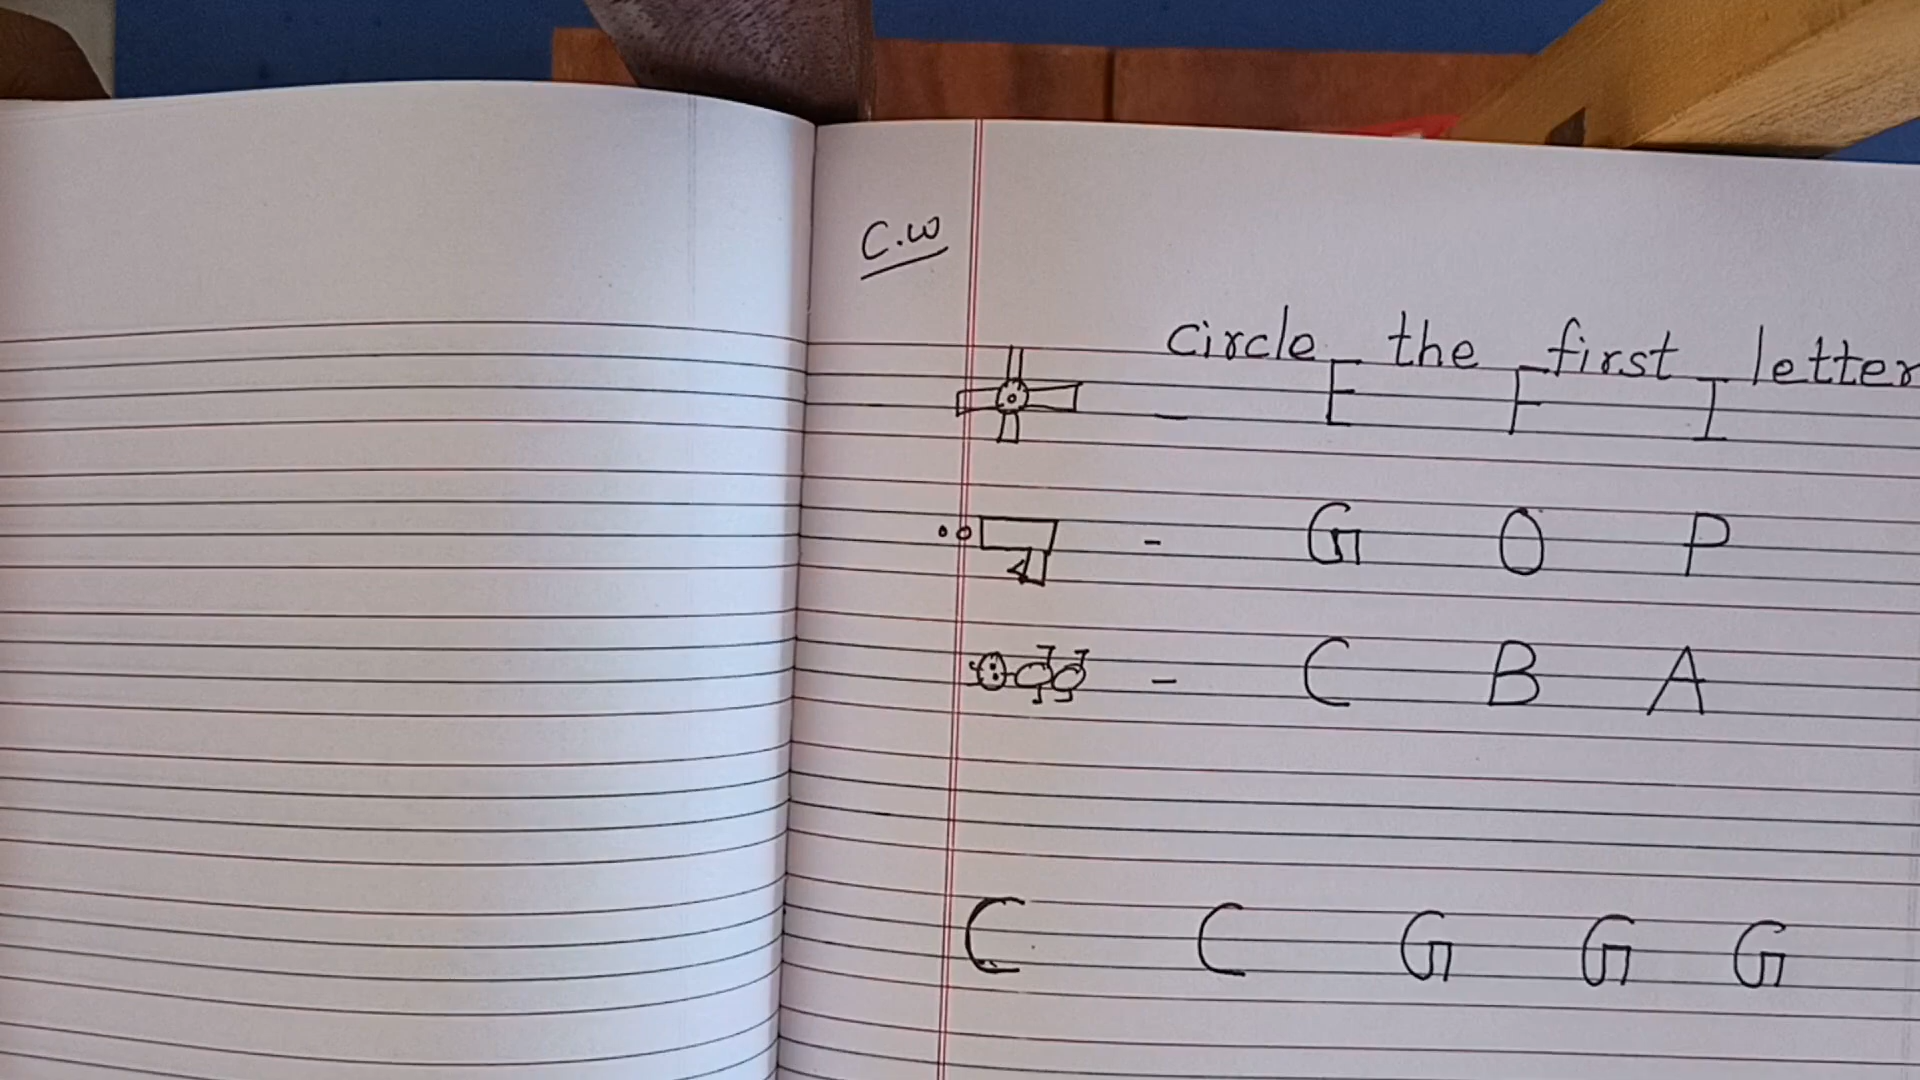 C.W
circle the first letter
- E F I
- G O P
- C B A
C C G G G